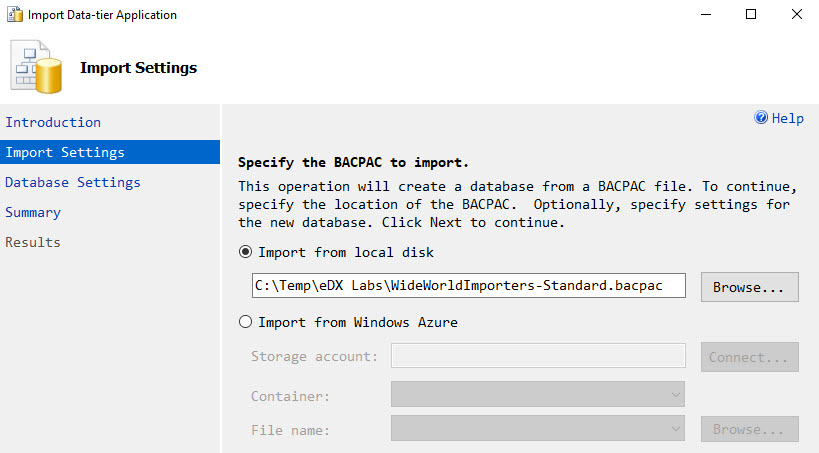 Import Data-tier Application
Import Settings
Introduction
Import Settings
Database Settings
Summary
Results
Help
Specify the BACPAC to import.
This operation will create a database from a BACPAC file. To continue,
specify the location of the BACPAC.  Optionally, specify settings for
the new database. Click Next to continue.
Import from local disk
C:\Temp\eDX Labs\WideWorldImporters-Standard.bacpac
Browse...
Import from Windows Azure
Storage account:
Connect...
Container:
File name:
Browse...